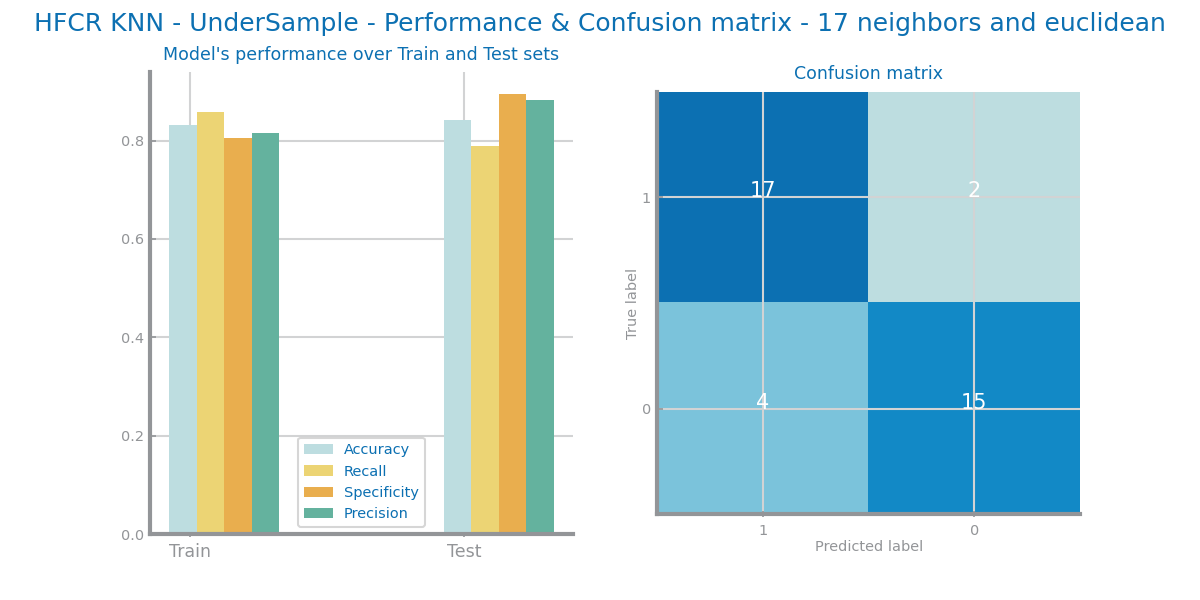 HFCR KNN - UnderSample - Performance & Confusion matrix - 17 neighbors and euclidean
Model's performance over Train and Test sets
0.8
0.6
0.4
0.2
0.0
Train Test
Accuracy
Recall
Specificity
Precision
Confusion matrix
True label
1
0
17 2
4 15
1 0
Predicted label